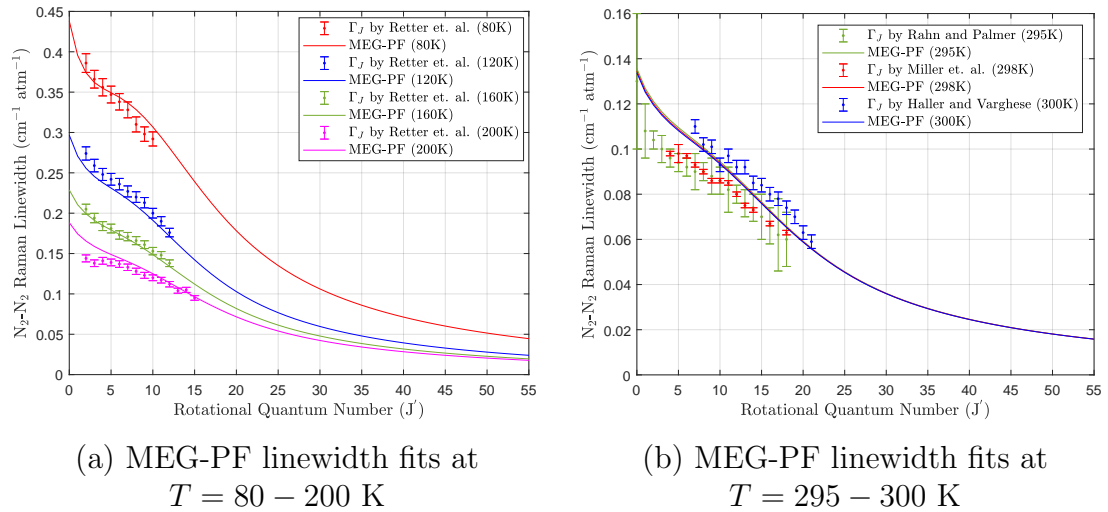 Γ_J by Retter et. al. (80K)
MEG-PF (80K)
Γ_J by Retter et. al. (120K)
MEG-PF (120K)
Γ_J by Retter et. al. (160K)
MEG-PF (160K)
Γ_J by Retter et. al. (200K)
MEG-PF (200K)
N₂-N₂ Raman Linewidth (cm⁻¹ atm⁻¹)
0.45
0.4
0.35
0.3
0.25
0.2
0.15
0.1
0.05
0
0 5 10 15 20 25 30 35 40 45 50 55
Rotational Quantum Number (J')
(a) MEG-PF linewidth fits at
T = 80 − 200 K
Γ_J by Rahn and Palmer (295K)
MEG-PF (295K)
Γ_J by Miller et. al. (298K)
MEG-PF (298K)
Γ_J by Haller and Varghese (300K)
MEG-PF (300K)
N₂-N₂ Raman Linewidth (cm⁻¹ atm⁻¹)
0.16
0.14
0.12
0.1
0.08
0.06
0.04
0.02
0
0 5 10 15 20 25 30 35 40 45 50 55
Rotational Quantum Number (J')
(b) MEG-PF linewidth fits at
T = 295 − 300 K